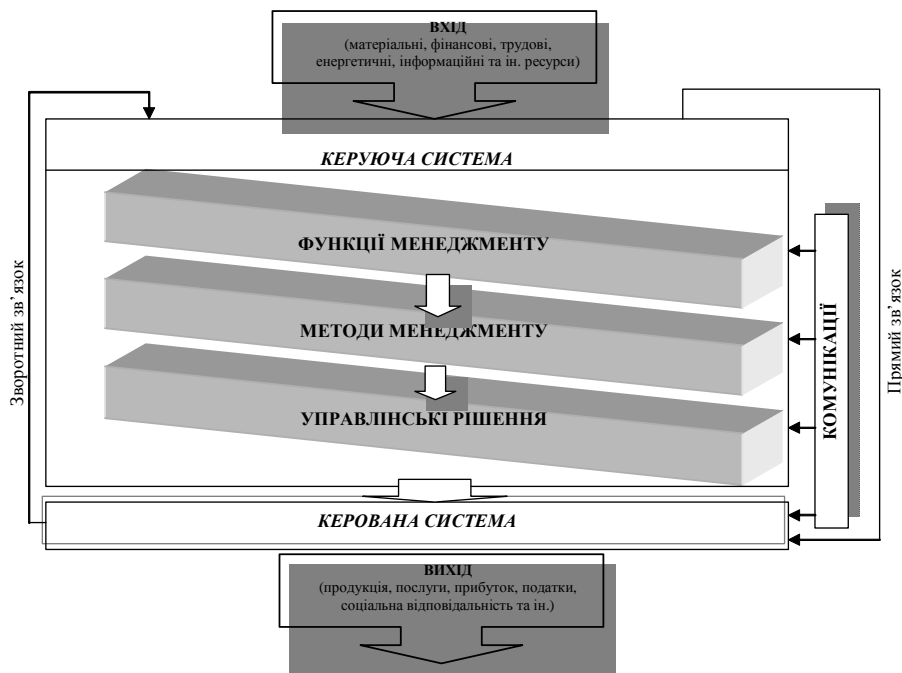 ВХІД
(матеріальні, фінансові, трудові,
енергетичні, інформаційні та ін. ресурси)
КЕРУЮЧА СИСТЕМА
ФУНКЦІЇ МЕНЕДЖМЕНТУ
МЕТОДИ МЕНЕДЖМЕНТУ
УПРАВЛІНСЬКІ РІШЕННЯ
Зворотний зв’язок
КОМУНІКАЦІЇ
Прямий зв’язок
КЕРОВАНА СИСТЕМА
ВИХІД
(продукція, послуги, прибуток, податки,
соціальна відповідальність та ін.)